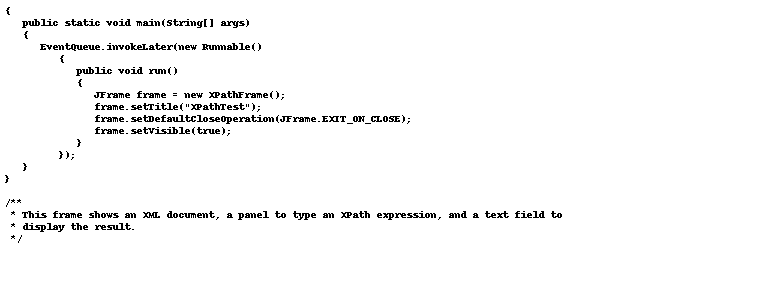 {
   public static void main(String[] args)
   {
      EventQueue.invokeLater(new Runnable()
         {
            public void run()
            {
               JFrame frame = new XPathFrame();
               frame.setTitle("XPathTest");
               frame.setDefaultCloseOperation(JFrame.EXIT_ON_CLOSE);
               frame.setVisible(true);
            }
         });
   }
}

/**
 * This frame shows an XML document, a panel to type an XPath expression, and a text field to
 * display the result.
 */